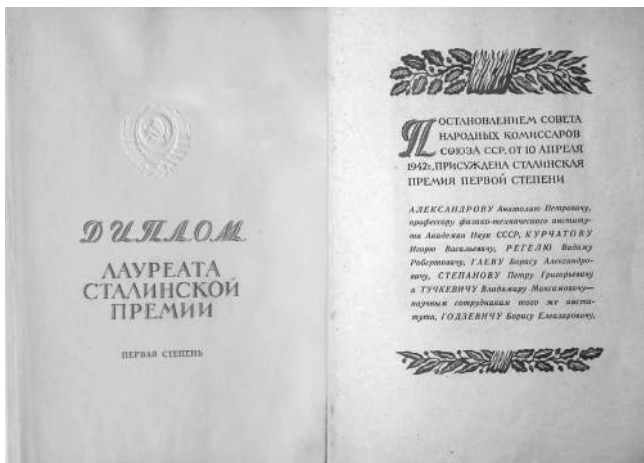 ДИПЛОМ
ЛАУРЕАТА
СТАЛИНСКОЙ
ПРЕМИИ
ПЕРВАЯ СТЕПЕНЬ
ПОСТАНОВЛЕНИЕМ СОВЕТА
НАРОДНЫХ КОМИССАРОВ
СОЮЗА ССР, ОТ 10 АПРЕЛЯ
1942г., ПРИСУЖДЕНА СТАЛИНСКАЯ
ПРЕМИЯ ПЕРВОЙ СТЕПЕНИ
АЛЕКСАНДРОВУ Анатолию Петровичу,
профессору физико-технического институ-
та Академии Наук СССР, КУРЧАТОВУ
Игорю Васильевичу, РЕГЕЛЮ Вадиму
Робертовичу, ГАЕВУ Борису Александро-
вичу, СТЕПАНОВУ Петру Григорьевичу
и ТУЧКЕВИЧУ Владимиру Максимовичу—
научным сотрудникам того же инсти-
тута, ГОДЗЕВИЧУ Борису Елеазаровичу,